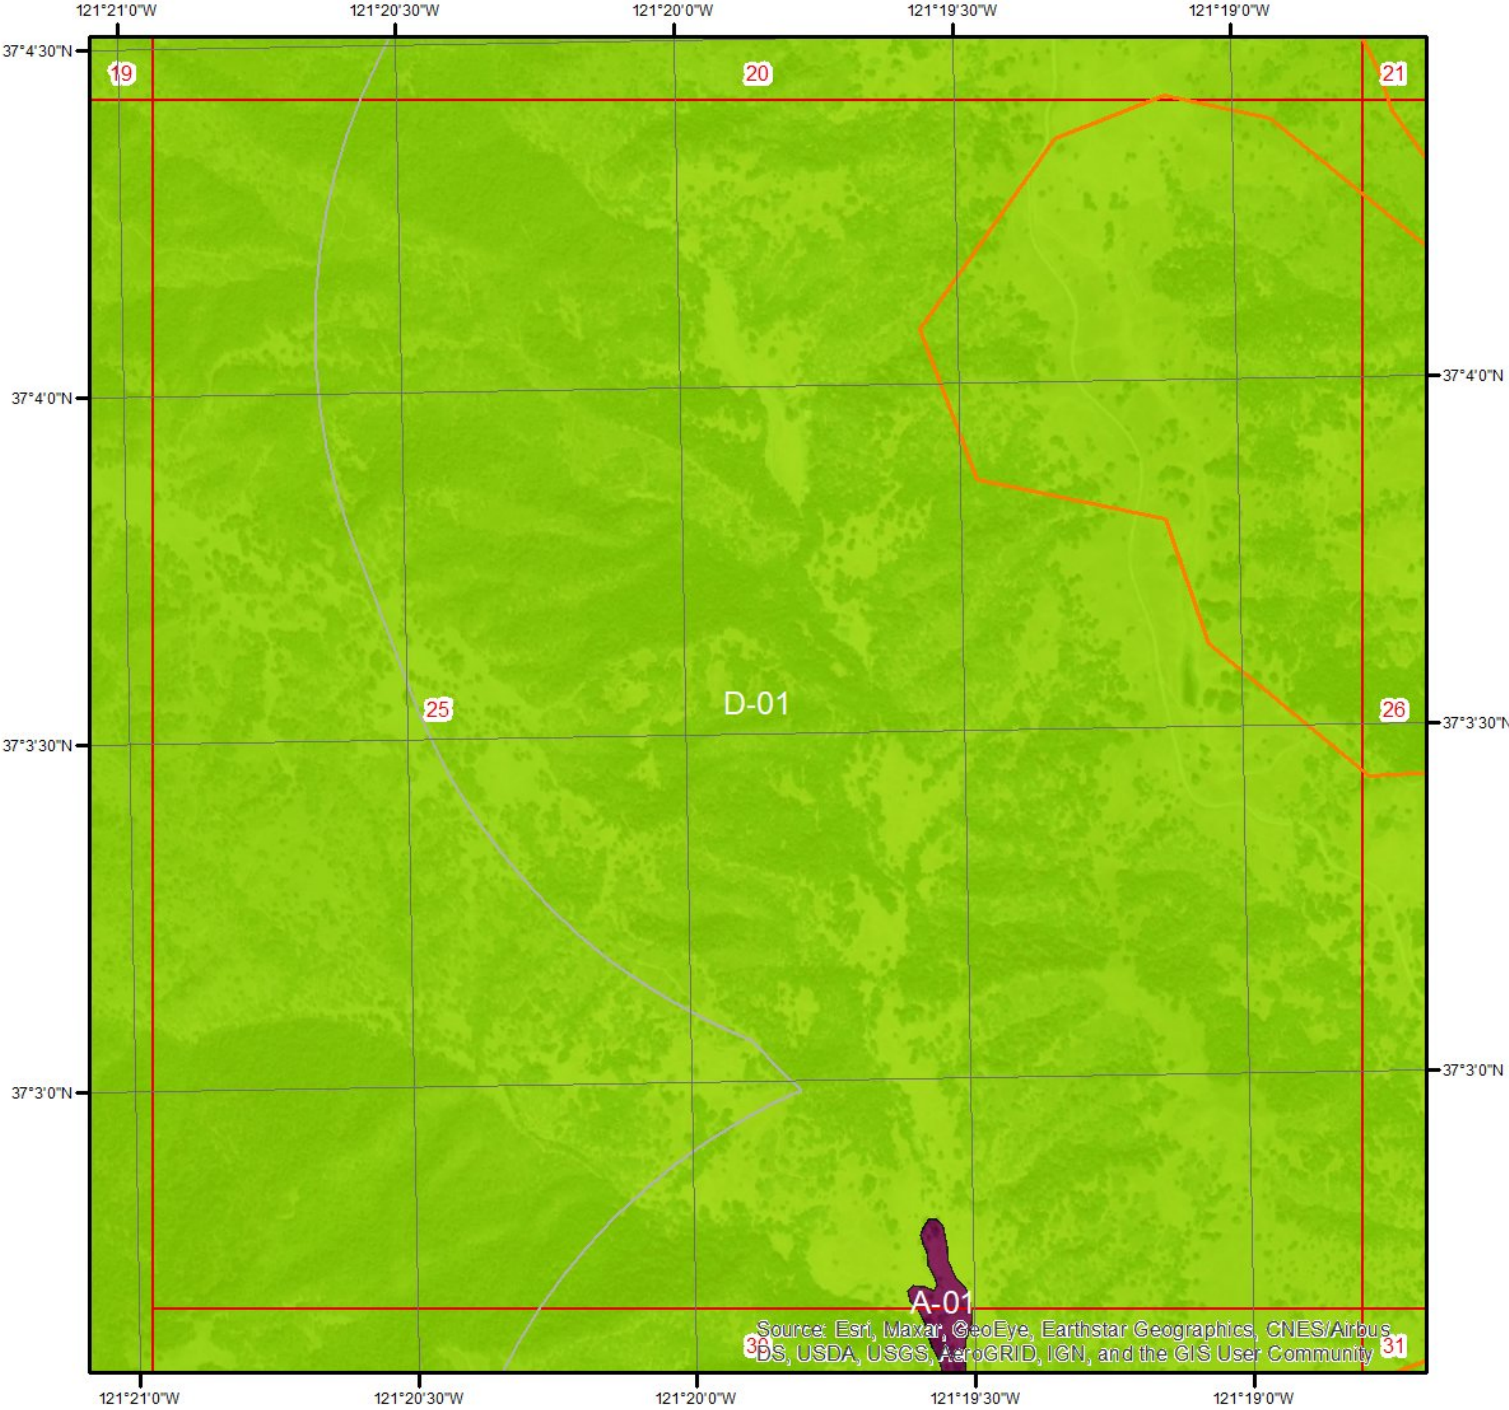 121°21'0"W 121°20'30"W 121°20'0"W 121°19'30"W 121°19'0"W
37°4'30"N
19 20 21
37°4'0"N 37°4'0"N
D-01
25 26
37°3'30"N 37°3'30"N
37°3'0"N 37°3'0"N
A-01
Source: Esri, Maxar, GeoEye, Earthstar Geographics, CNES/Airbus
30 31
DS, USDA, USGS, AeroGRID, IGN, and the GIS User Community
121°21'0"W 121°20'30"W 121°20'0"W 121°19'30"W 121°19'0"W